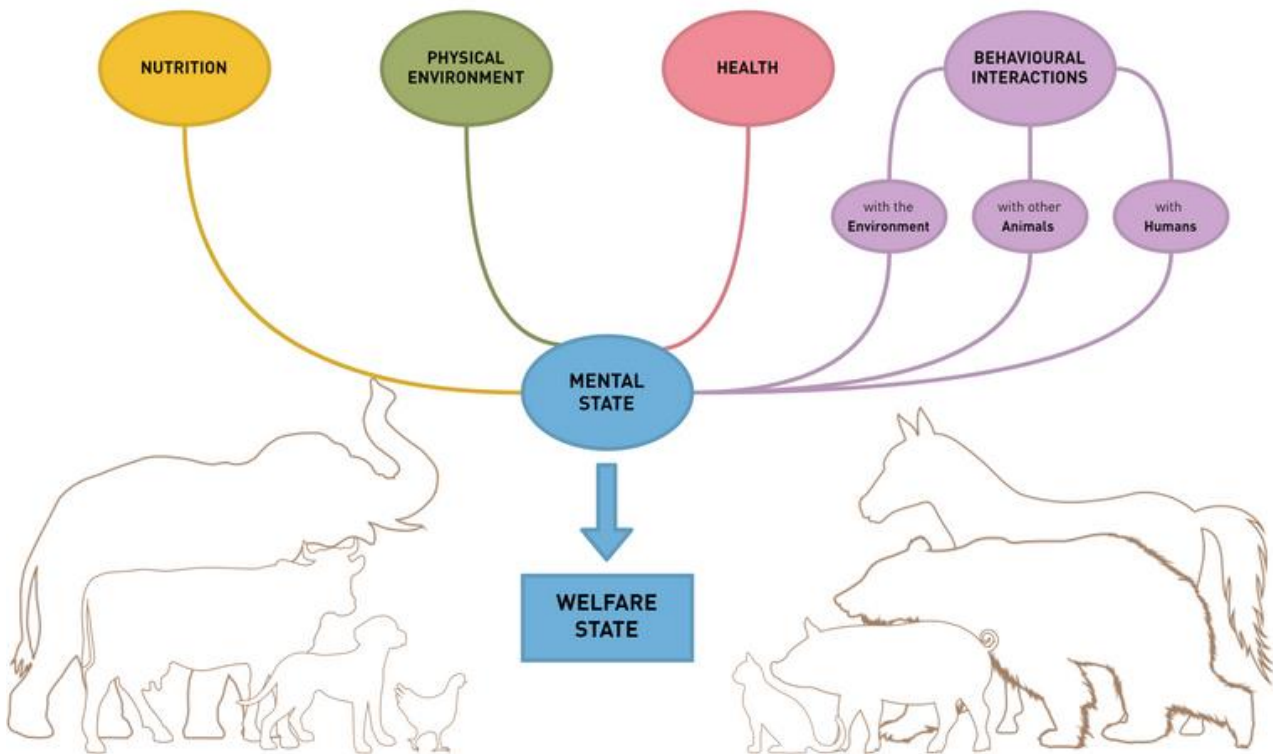 NUTRITION
PHYSICAL
ENVIRONMENT
HEALTH
BEHAVIOURAL
INTERACTIONS
with the
Environment
with other
Animals
with
Humans
MENTAL
STATE
WELFARE
STATE